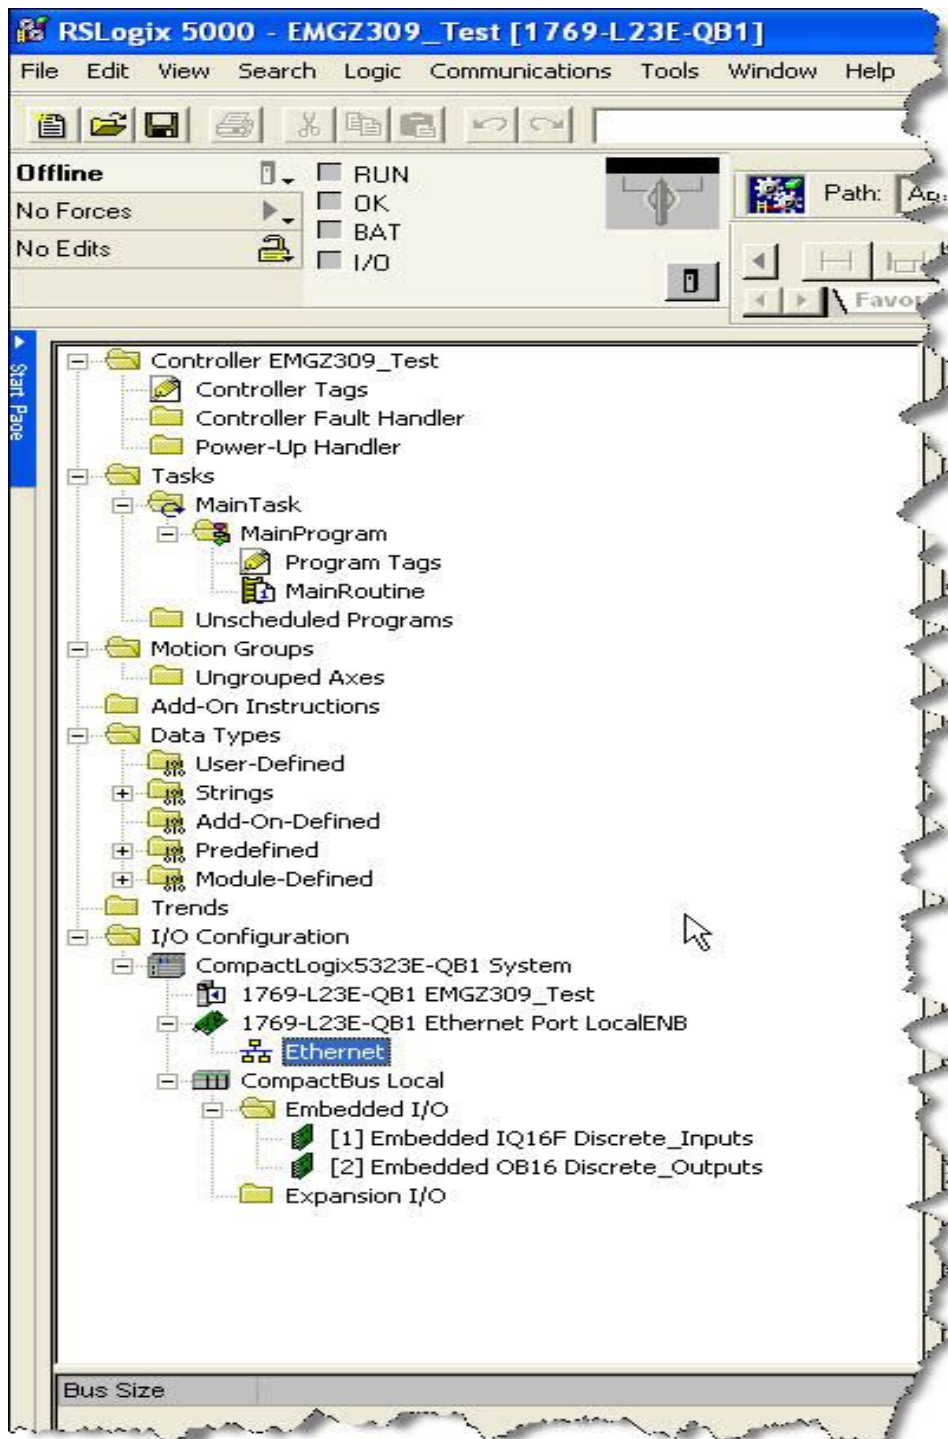 RSLogix 5000 - EMGZ309_Test [1769-L23E-QB1]
File Edit View Search Logic Communications Tools Window Help
Offline
RUN
No Forces
OK
No Edits
BAT
I/O
Path:
Start Page
Controller EMGZ309_Test
Controller Tags
Controller Fault Handler
Power-Up Handler
Tasks
MainTask
MainProgram
Program Tags
MainRoutine
Unscheduled Programs
Motion Groups
Ungrouped Axes
Add-On Instructions
Data Types
User-Defined
Strings
Add-On-Defined
Predefined
Module-Defined
Trends
I/O Configuration
CompactLogix5323E-QB1 System
1769-L23E-QB1 EMGZ309_Test
1769-L23E-QB1 Ethernet Port LocalENB
Ethernet
CompactBus Local
Embedded I/O
[1] Embedded IQ16F Discrete_Inputs
[2] Embedded OB16 Discrete_Outputs
Expansion I/O
Bus Size